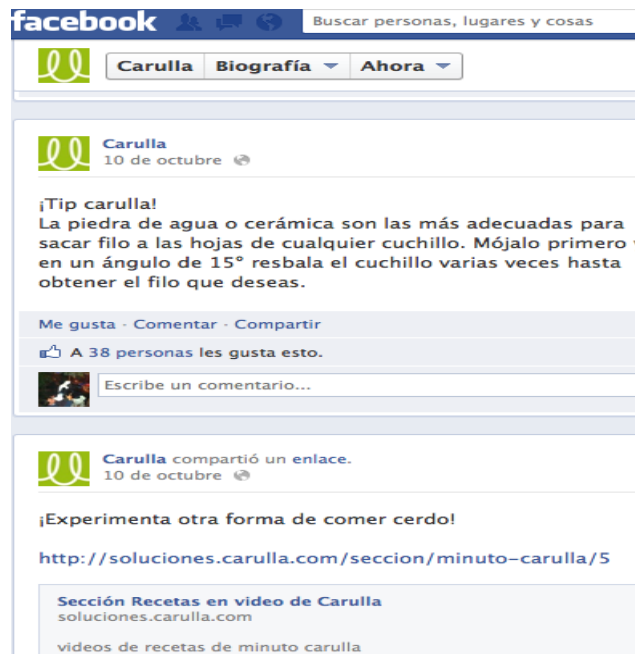 facebook Buscar personas, lugares y cosas
Carulla Biografía Ahora
Carulla
10 de octubre
¡Tip carulla!
La piedra de agua o cerámica son las más adecuadas para
sacar filo a las hojas de cualquier cuchillo. Mójalo primero
en un ángulo de 15° resbala el cuchillo varias veces hasta
obtener el filo que deseas.
Me gusta · Comentar · Compartir
A 38 personas les gusta esto.
Escribe un comentario...
Carulla compartió un enlace.
10 de octubre
¡Experimenta otra forma de comer cerdo!
http://soluciones.carulla.com/seccion/minuto-carulla/5
Sección Recetas en video de Carulla
soluciones.carulla.com
videos de recetas de minuto carulla